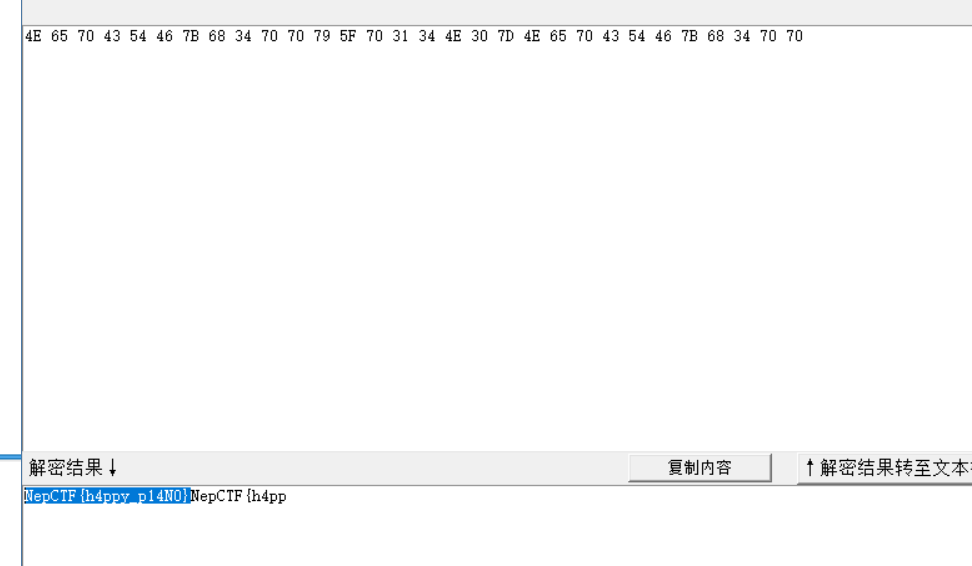 4E 65 70 43 54 46 7B 68 34 70 70 79 5F 70 31 34 4E 30 7D 4E 65 70 43 54 46 7B 68 34 70 70
解密结果↓ 复制内容 ↑解密结果转至文本
NepCTF{h4ppy_p14N0}NepCTF{h4pp